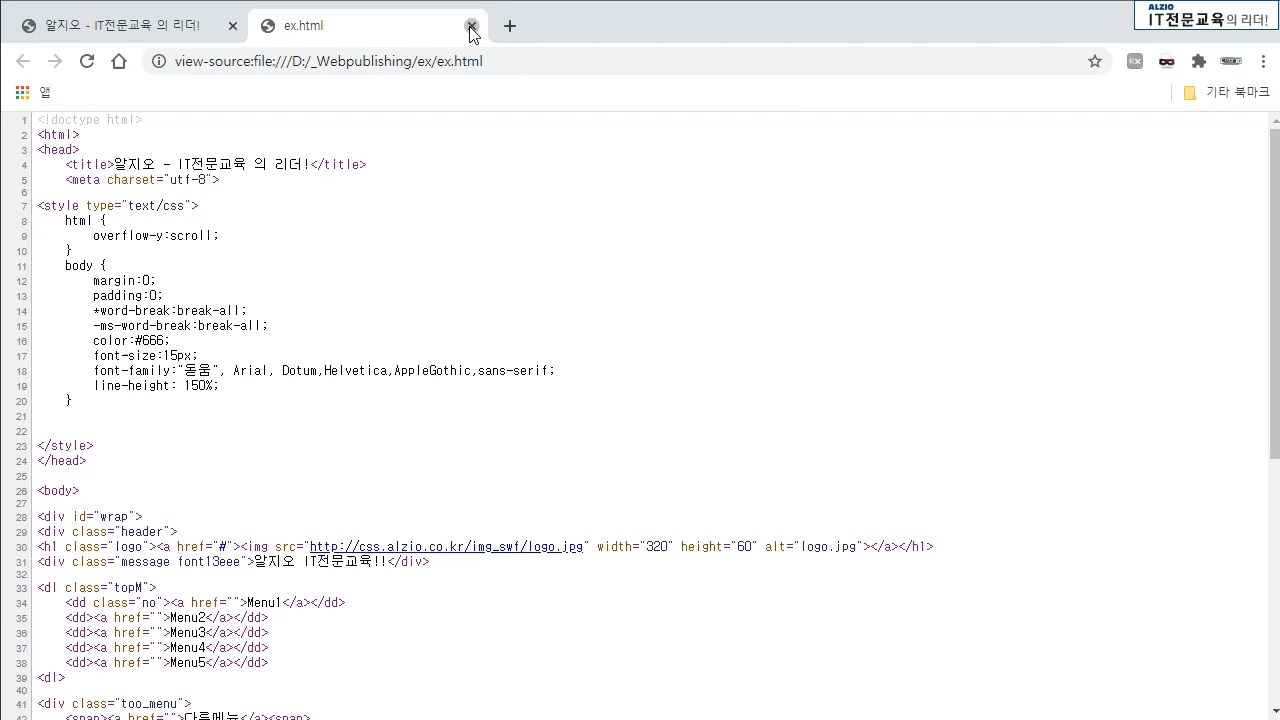 알지오 - IT전문교육 의 리더!
ex.html
ALZIO
IT전문교육의 리더!
view-source:file:///D:/_Webpublishing/ex/ex.html
EX
앱
기타 북마크
1 <!doctype html>
2 <html>
3 <head>
4 <title>알지오 - IT전문교육 의 리더!</title>
5 <meta charset="utf-8">
6
7 <style type="text/css">
8 html {
9 overflow-y:scroll;
10 }
11 body {
12 margin:0;
13 padding:0;
14 *word-break:break-all;
15 -ms-word-break:break-all;
16 color:#666;
17 font-size:15px;
18 font-family:"돋움", Arial, Dotum,Helvetica,AppleGothic,sans-serif;
19 line-height: 150%;
20 }
21
22
23 </style>
24 </head>
25
26 <body>
27
28 <div id="wrap">
29 <div class="header">
30 <h1 class="logo"><a href="#"><img src="http://css.alzio.co.kr/img_swf/logo.jpg" width="320" height="60" alt="logo.jpg"></a></h1>
31 <div class="message font13eee">알지오 IT전문교육!!</div>
32
33 <dl class="topM">
34 <dd class="no"><a href="">Menu1</a></dd>
35 <dd><a href="">Menu2</a></dd>
36 <dd><a href="">Menu3</a></dd>
37 <dd><a href="">Menu4</a></dd>
38 <dd><a href="">Menu5</a></dd>
39 <dl>
40
41 <div class="too_menu">
42 <span><a href="">다른메뉴</a><span>